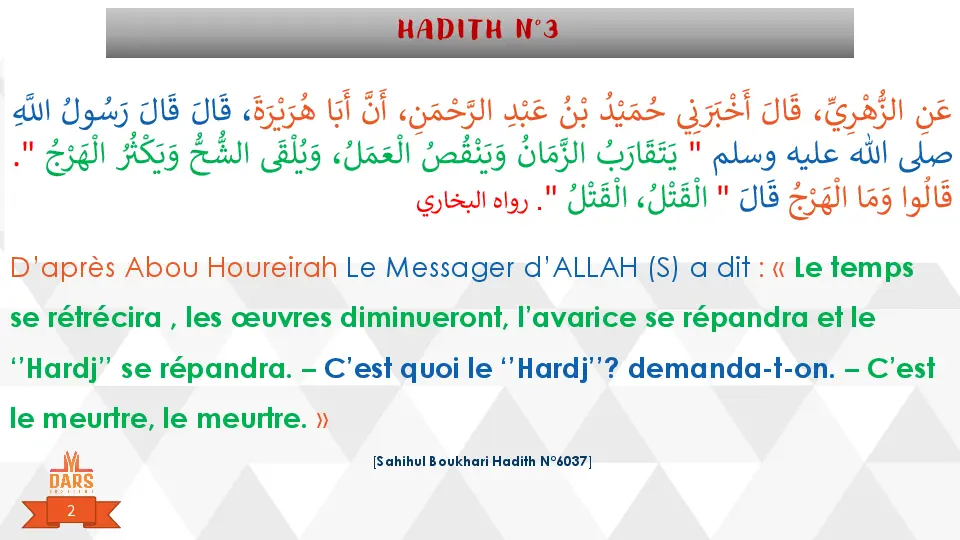 HADITH N°3
عَنِ الزُّهْرِيِّ، قَالَ أَخْبَرَنِي حُمَيْدُ بْنُ عَبْدِ الرَّحْمَنِ، أَنَّ أَبَا هُرَيْرَةَ، قَالَ قَالَ رَسُولُ اللَّهِ
صلى الله عليه وسلم " يَتَقَارَبُ الزَّمَانُ وَيَنْقُصُ الْعَمَلُ، وَيُلْقَى الشُّحُّ وَيَكْثُرُ الْهَرْجُ ".
قَالُوا وَمَا الْهَرْجُ قَالَ " الْقَتْلُ، الْقَتْلُ ". رواه البخاري
D’après Abou Houreirah Le Messager d’ALLAH (S) a dit : « Le temps
se rétrécira , les œuvres diminueront, l’avarice se répandra et le
‘’Hardj’’ se répandra. – C’est quoi le ‘’Hardj’’? demanda-t-on. – C’est
le meurtre, le meurtre. »
[Sahihul Boukhari Hadith N°6037]
DARS
2